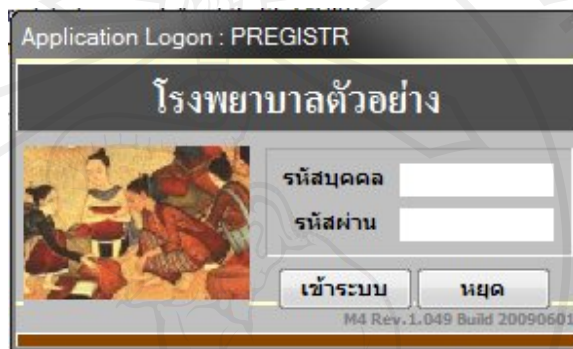 Application Logon : PREGISTR
โรงพยาบาลตัวอย่าง
รหัสบุคคล
รหัสผ่าน
เข้าระบบ หยุด
M4 Rev.1.049 Build 20090601